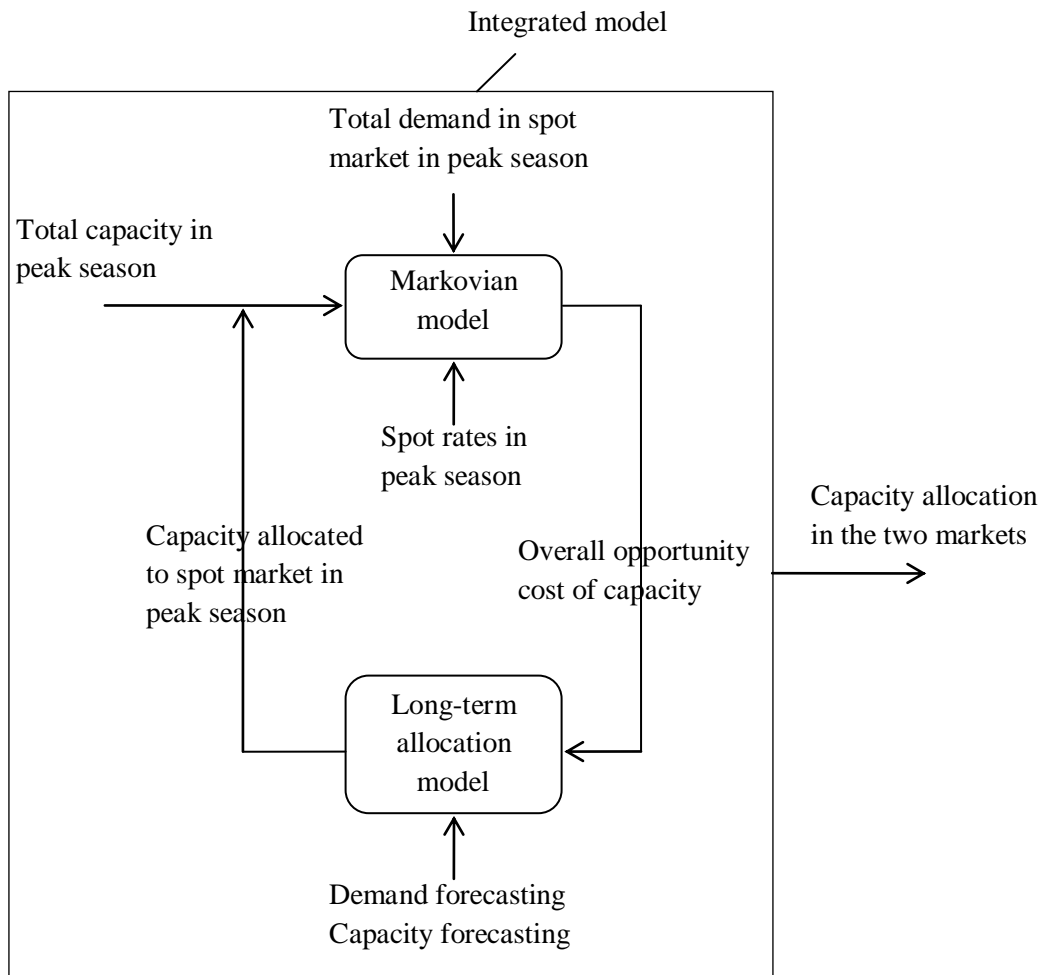 Integrated model
Total demand in spot
market in peak season
Total capacity in
peak season
Markovian
model
Spot rates in
peak season
Capacity allocated
to spot market in
peak season
Overall opportunity
cost of capacity
Capacity allocation
in the two markets
Long-term
allocation
model
Demand forecasting
Capacity forecasting